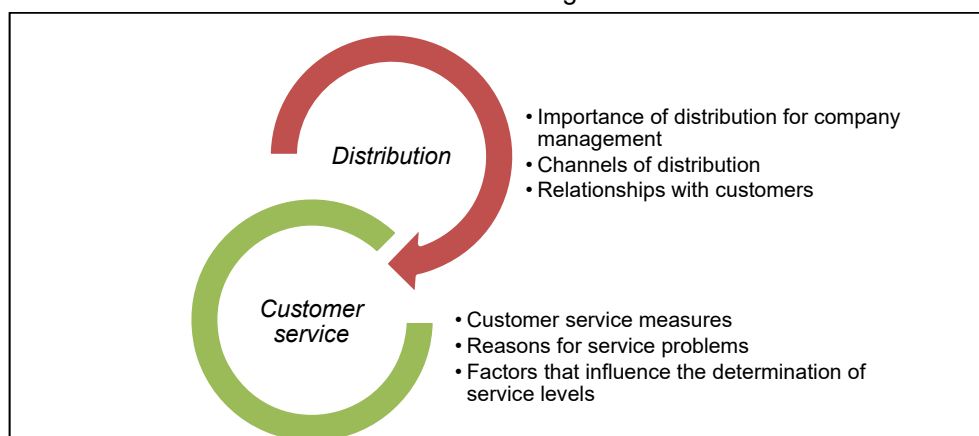 Distribution
• Importance of distribution for company
management
• Channels of distribution
• Relationships with customers
Customer
service
• Customer service measures
• Reasons for service problems
• Factors that influence the determination of
service levels